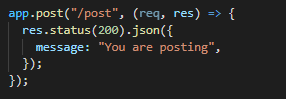 app.post("/post", (req, res) => {
  res.status(200).json({
    message: "You are posting",
  });
});